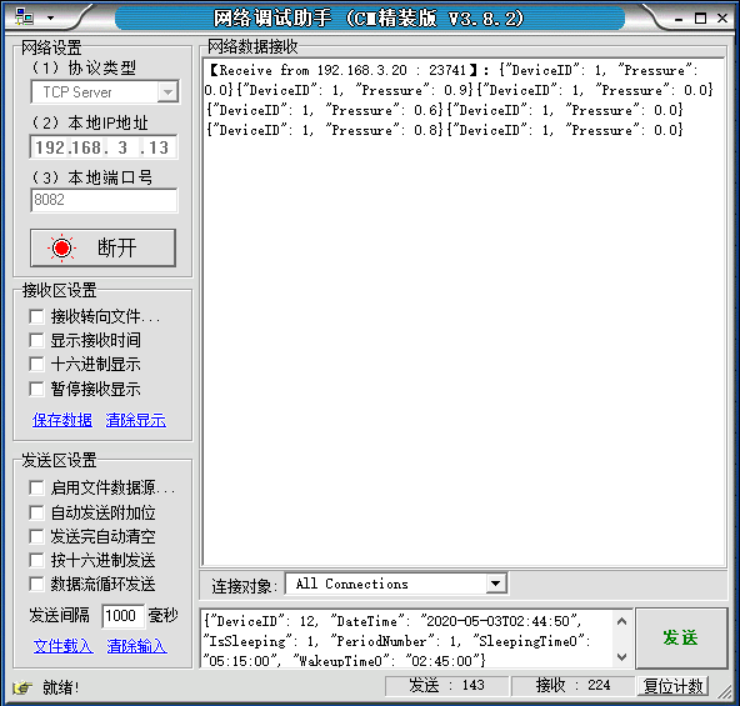 网络调试助手 (C■精装版 V3.8.2)
网络设置
(1) 协议类型
TCP Server
(2) 本地IP地址
192.168. 3 .13
(3) 本地端口号
8082
断开
接收区设置
接收转向文件...
显示接收时间
十六进制显示
暂停接收显示
保存数据 清除显示
发送区设置
启用文件数据源...
自动发送附加位
发送完自动清空
按十六进制发送
数据流循环发送
发送间隔 1000 毫秒
文件载入 清除输入
网络数据接收
【Receive from 192.168.3.20 : 23741】: {"DeviceID": 1, "Pressure":
0.0}{"DeviceID": 1, "Pressure": 0.9}{"DeviceID": 1, "Pressure": 0.0}
{"DeviceID": 1, "Pressure": 0.6}{"DeviceID": 1, "Pressure": 0.0}
{"DeviceID": 1, "Pressure": 0.8}{"DeviceID": 1, "Pressure": 0.0}
连接对象: All Connections
{"DeviceID": 12, "DateTime": "2020-05-03T02:44:50",
"IsSleeping": 1, "PeriodNumber": 1, "SleepingTime0":
"05:15:00", "WakeupTime0": "02:45:00"}
发送
就绪!
发送 : 143
接收 : 224
复位计数